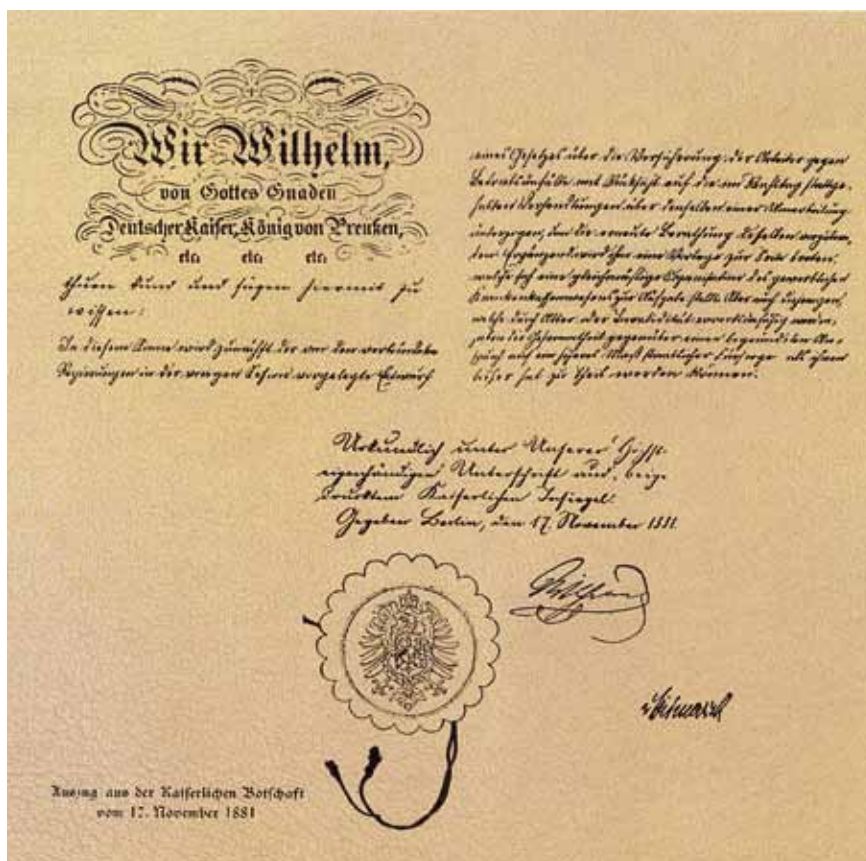 Wir Wilhelm,
von Gottes Gnaden
Deutscher Kaiser, König von Preußen,
etc. etc. etc.
thuen kund und fügen hiermit zu
wissen:
In diesem Sinne wird zunächst der von den verbündeten
Regierungen in der vorigen Session vorgelegte Entwurf
eines Gesetzes über die Versicherung der Arbeiter gegen
Betriebsunfälle mit Rücksicht auf die im Reichstag stattge-
habten Verhandlungen über denselben einer Umarbeitung
unterzogen, um die erneute Berathung desselben vorzuberei-
ten. Ergänzend wird ihm eine Vorlage zur Seite treten,
welche sich eine gleichmäßige Organisation des gewerblichen
Krankenkassenwesens zur Aufgabe stellt. Aber auch diejenigen,
welche durch Alter oder Invalidität erwerbsunfähig werden,
haben der Gesammtheit gegenüber einen begründeten An-
spruch auf ein höheres Maß staatlicher Fürsorge als ihnen
bisher hat zu Theil werden können.
Urkundlich unter Unserer Höchst-
eigenhändigen Unterschrift und beige-
drucktem Kaiserlichen Insiegel.
Gegeben Berlin, den 17. November 1881.
Wilhelm
v Bismarck
Auszug aus der Kaiserlichen Botschaft
vom 17. November 1881